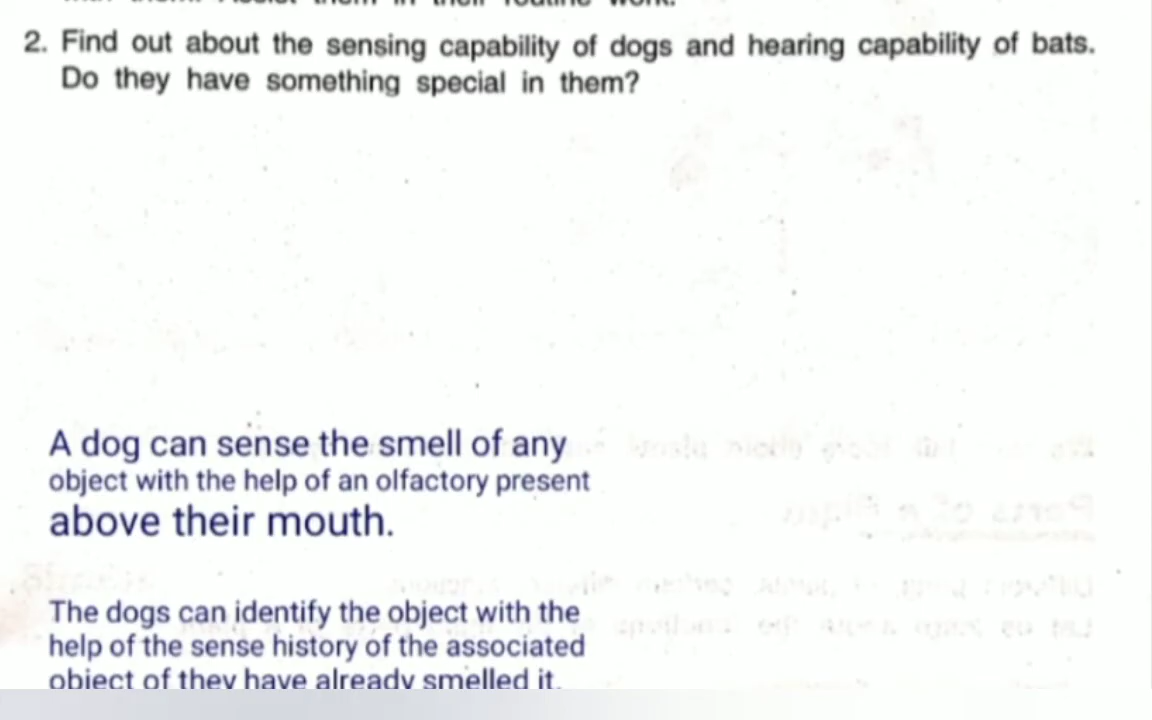 2. Find out about the sensing capability of dogs and hearing capability of bats.
Do they have something special in them?
A dog can sense the smell of any
object with the help of an olfactory present
above their mouth.
The dogs can identify the object with the
help of the sense history of the associated
object of they have already smelled it.